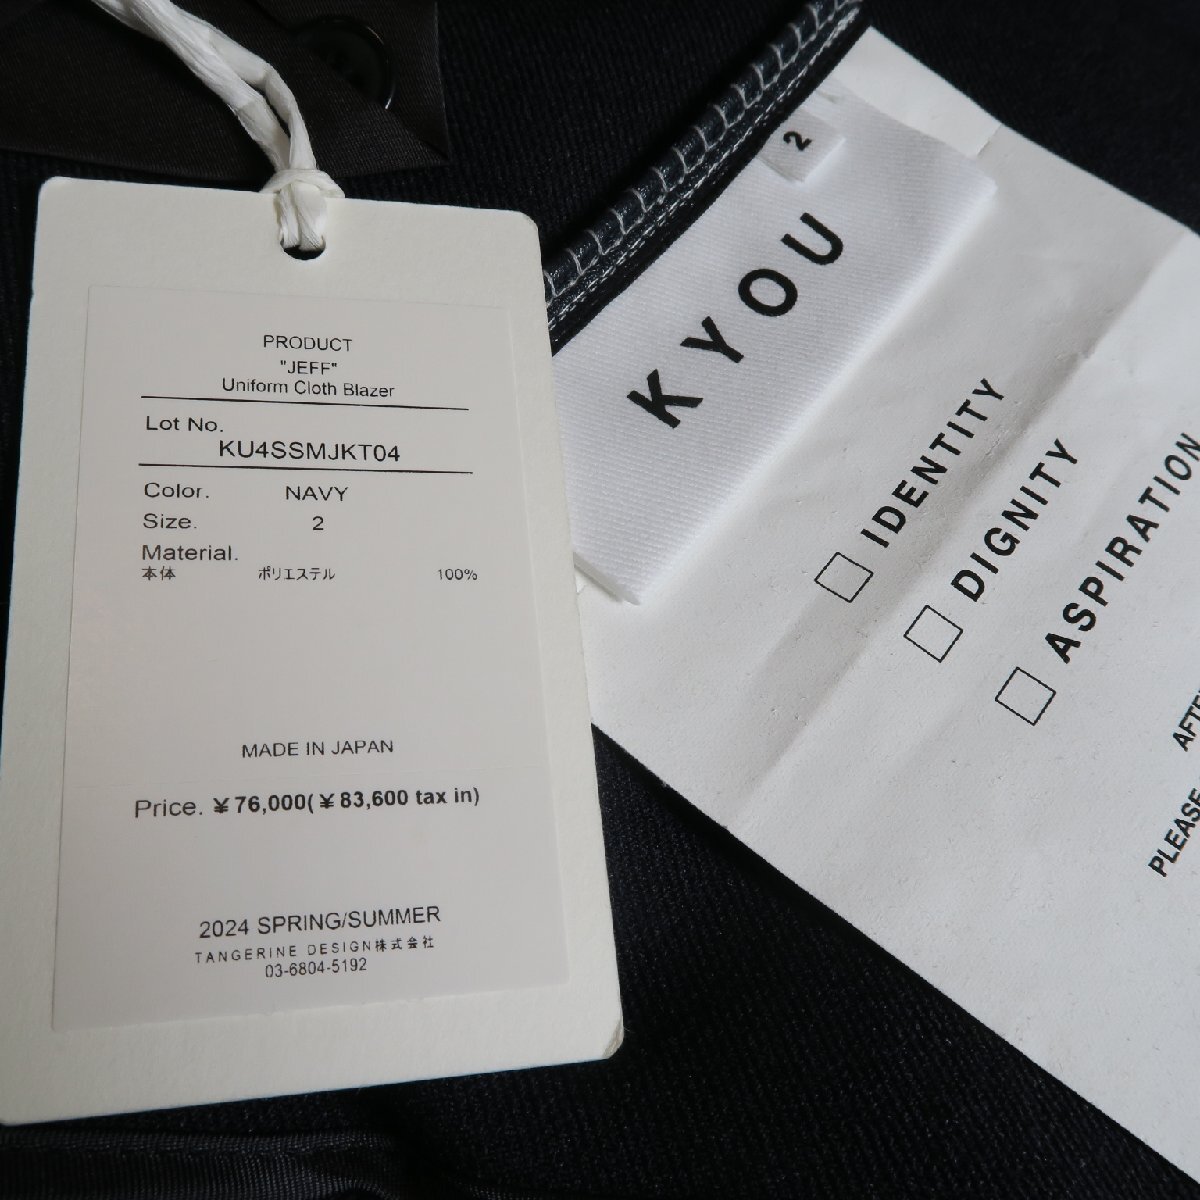 PRODUCT
"JEFF"
Uniform Cloth Blazer
Lot No.
KU4SSMJKT04
Color. NAVY
Size. 2
Material.
本体 ポリエステル 100%
MADE IN JAPAN
Price. ¥76,000(¥83,600 tax in)
2024 SPRING/SUMMER
TANGERINE DESIGN株式会社
03-6804-5192
2
KYOU
IDENTITY
DIGNITY
ASPIRATION
PLEASE